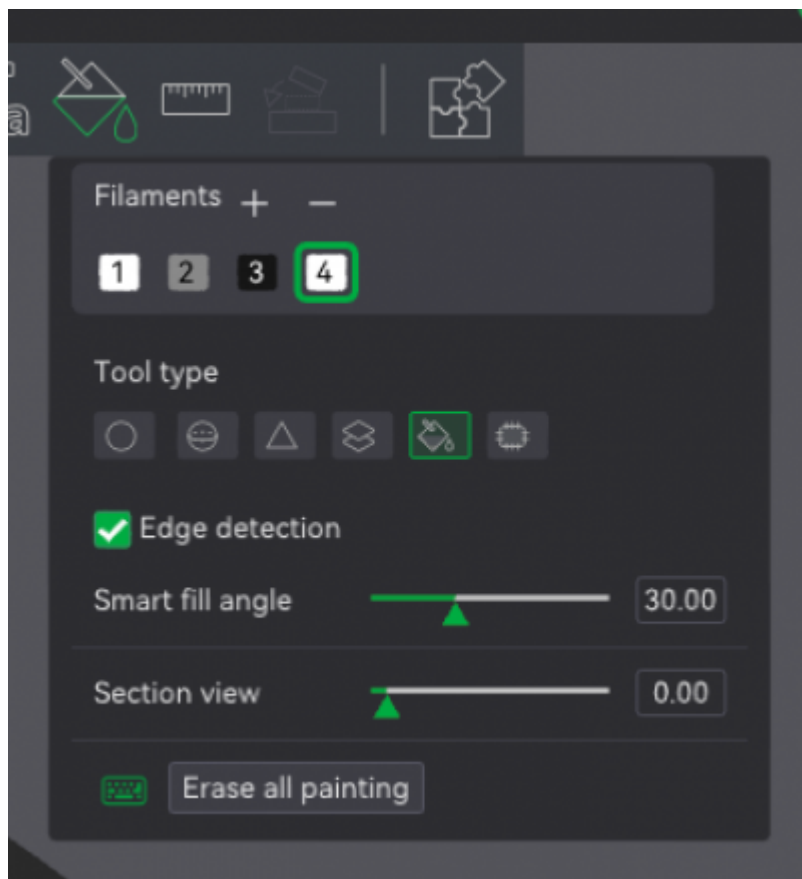 a
Filaments + −
1 2 3 4
Tool type
Edge detection
Smart fill angle 30.00
Section view 0.00
Erase all painting